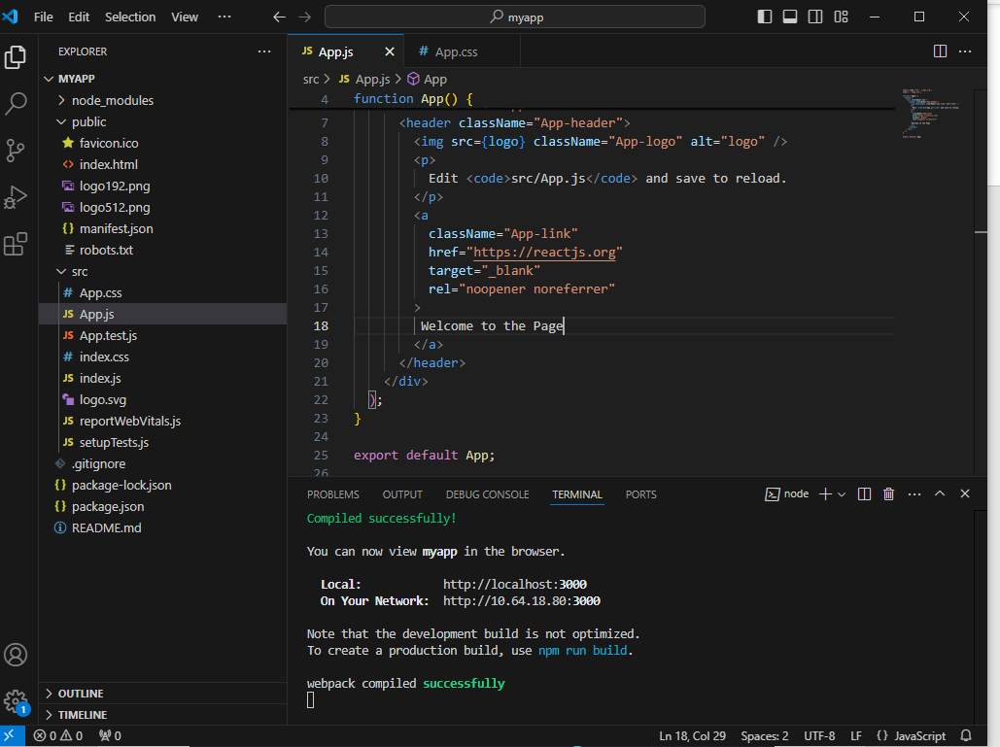 File Edit Selection View ··· myapp
EXPLORER ···
MYAPP
node_modules
public
favicon.ico
index.html
logo192.png
logo512.png
manifest.json
robots.txt
src
App.css
App.js
App.test.js
index.css
index.js
logo.svg
reportWebVitals.js
setupTests.js
.gitignore
package-lock.json
package.json
README.md
OUTLINE
TIMELINE
JS App.js # App.css
src > JS App.js > App
4 function App() {
7 <header className="App-header">
8 <img src={logo} className="App-logo" alt="logo" />
9 <p>
10 Edit <code>src/App.js</code> and save to reload.
11 </p>
12 <a
13 className="App-link"
14 href="https://reactjs.org"
15 target="_blank"
16 rel="noopener noreferrer"
17 >
18 Welcome to the Page
19 </a>
20 </header>
21 </div>
22 );
23 }
24
25 export default App;
26
PROBLEMS OUTPUT DEBUG CONSOLE TERMINAL PORTS node
Compiled successfully!
You can now view myapp in the browser.
Local: http://localhost:3000
On Your Network: http://10.64.18.80:3000
Note that the development build is not optimized.
To create a production build, use npm run build.
webpack compiled successfully
1
0 0 0 Ln 18, Col 29 Spaces: 2 UTF-8 LF {} JavaScript